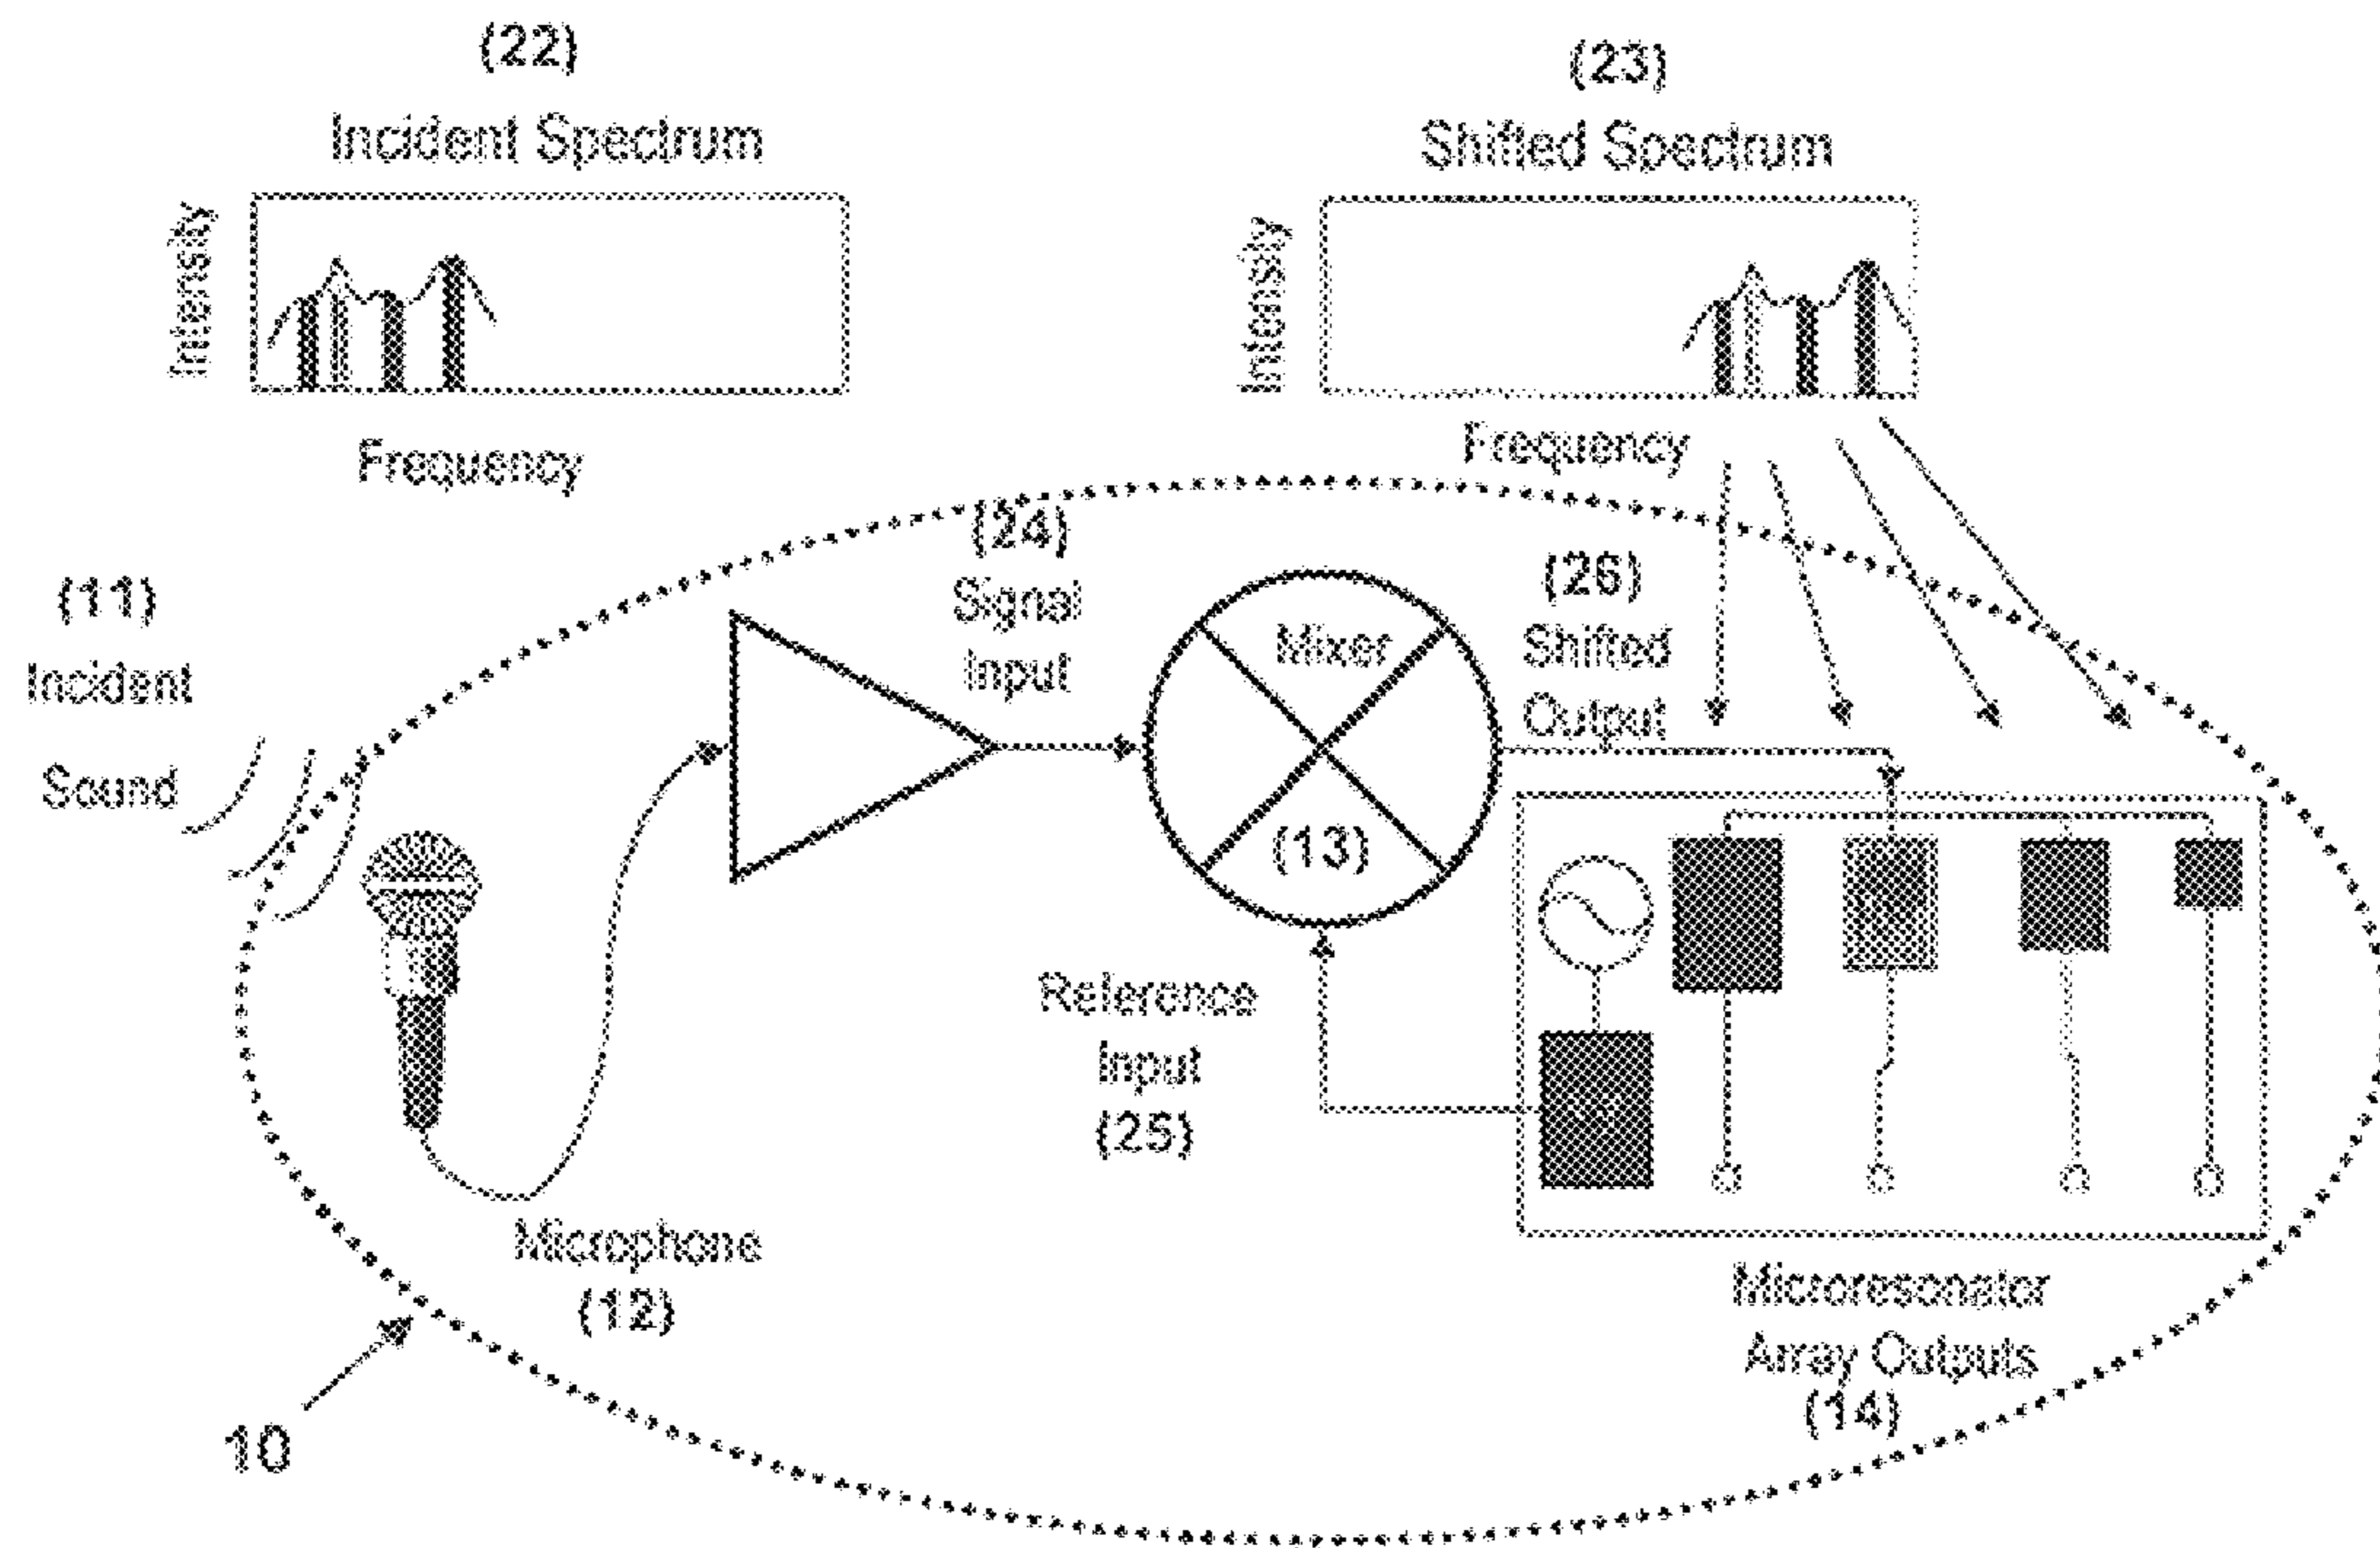 (22)
Incident Spectrum
Intensity
Frequency
(23)
Shifted Spectrum
Intensity
Frequency
(11)
Incident
Sound
(24)
Signal
Input
Mixer
(13)
(26)
Shifted
Output
Reference
Input
(25)
Microphone
(12)
Microresonator
Array Outputs
(14)
10